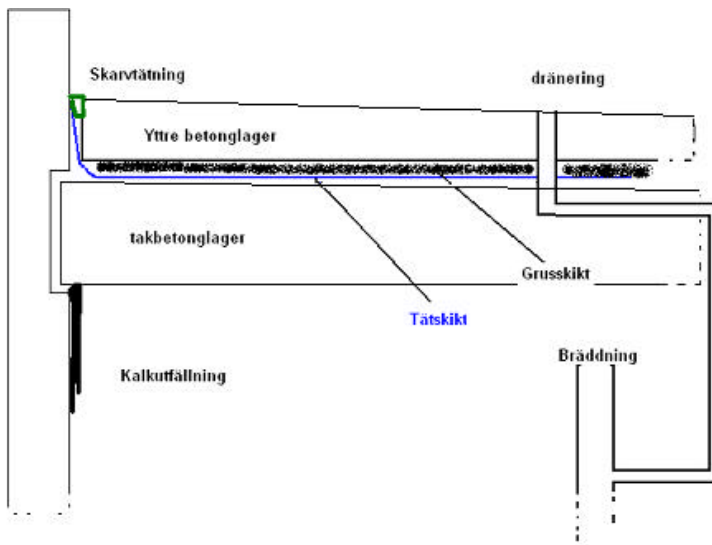 Skarvtätning
dränering
Yttre betonglager
takbetonglager
Grusskikt
Tätskikt
Bräddning
Kalkutfällning